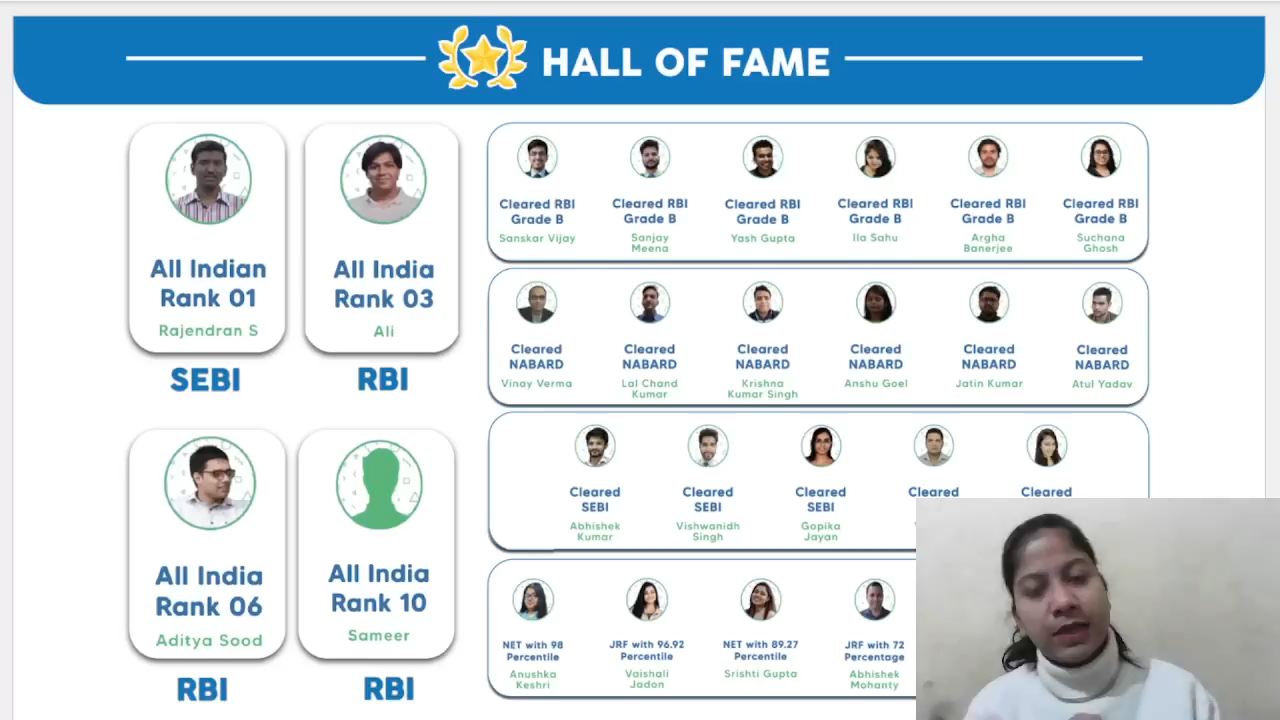 HALL OF FAME
All Indian
Rank 01
Rajendran S
SEBI
All India
Rank 03
Ali
RBI
All India
Rank 06
Aditya Sood
RBI
All India
Rank 10
Sameer
RBI
Cleared RBI
Grade B
Sanskar Vijay
Cleared RBI
Grade B
Sanjay
Meena
Cleared RBI
Grade B
Yash Gupta
Cleared RBI
Grade B
Ila Sahu
Cleared RBI
Grade B
Argha
Banerjee
Cleared RBI
Grade B
Suchana
Ghosh
Cleared
NABARD
Vinay Verma
Cleared
NABARD
Lal Chand
Kumar
Cleared
NABARD
Krishna
Kumar Singh
Cleared
NABARD
Anshu Goel
Cleared
NABARD
Jatin Kumar
Cleared
NABARD
Atul Yadav
Cleared
SEBI
Abhishek
Kumar
Cleared
SEBI
Vishwanidh
Singh
Cleared
SEBI
Gopika
Jayan
Cleared
Cleared
NET with 98
Percentile
Anushka
Keshri
JRF with 96.92
Percentile
Vaishali
Jadon
NET with 89.27
Percentile
Srishti Gupta
JRF with 72
Percentage
Abhishek
Mohanty